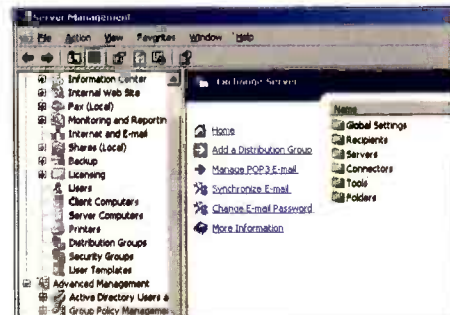 Server Management
File Action View Favorites Window Help
Information Center
Internal Web Site
Fax (Local)
Monitoring and Reportin
Internet and E-mail
Shares (Local)
Backup
Licensing
Users
Client Computers
Server Computers
Printers
Distribution Groups
Security Groups
User Templates
Advanced Management
Active Directory Users a
Group Policy Managemen
Exchange Server
Home
Add a Distribution Group
Manage POP3 E-mail
Synchronize E-mail
Change E-mail Password
More Information
Name
Global Settings
Recipients
Servers
Connectors
Tools
Folders